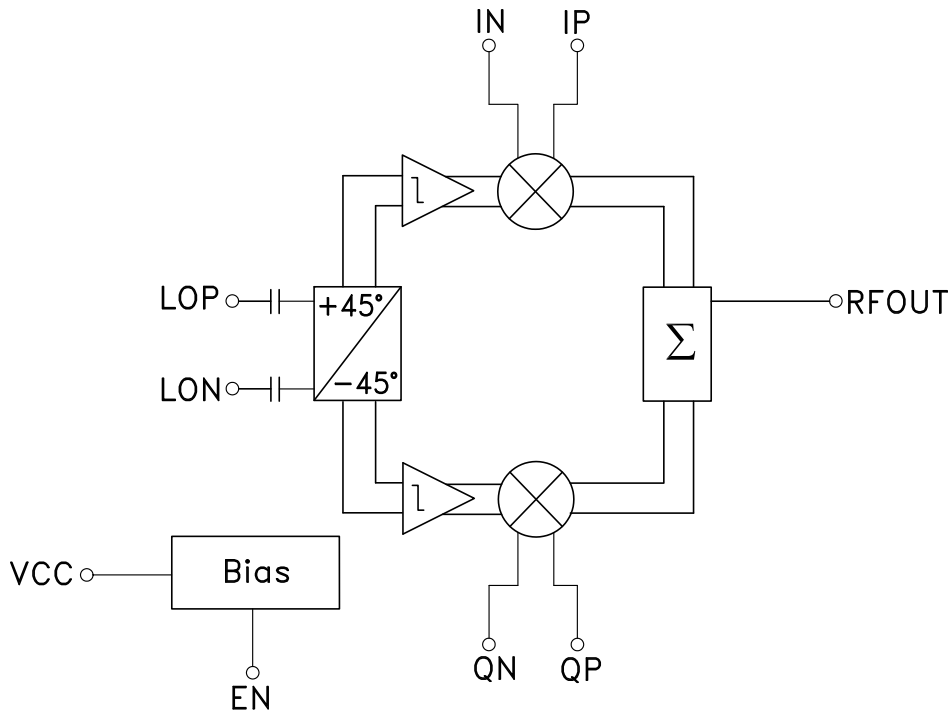 IN
IP
LOP
+45°
RFOUT
Σ
LON
−45°
VCC
Bias
EN
QN
QP